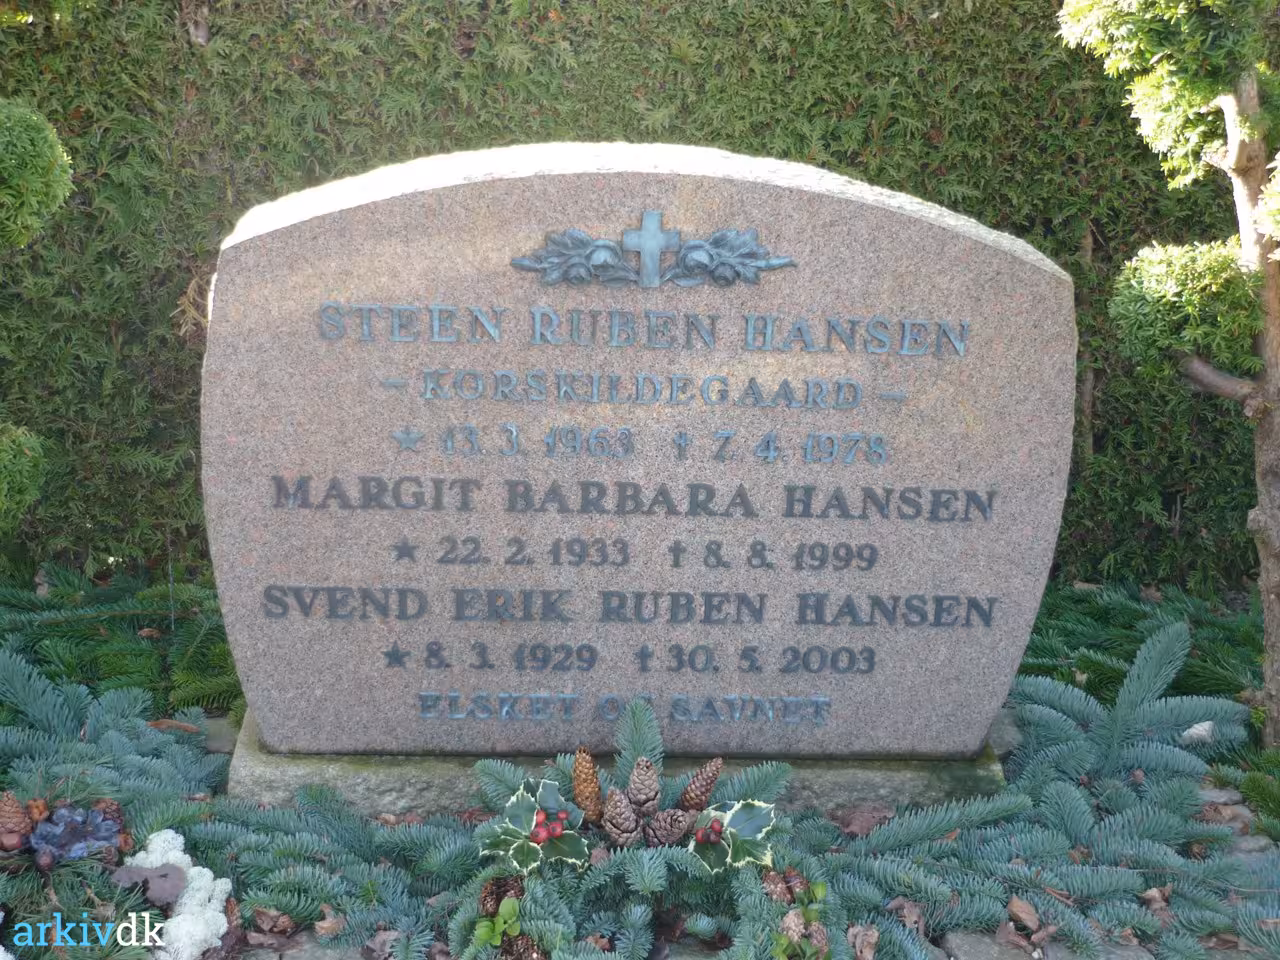 STEEN RUBEN HANSEN
- KORSKILDEGAARD -
★ 13. 3. 1963 † 7. 4. 1978
MARGIT BARBARA HANSEN
★ 22. 2. 1933 † 8. 8. 1999
SVEND ERIK RUBEN HANSEN
★ 8. 3. 1929 † 30. 5. 2003
ELSKET OG SAVNET
arkivdk